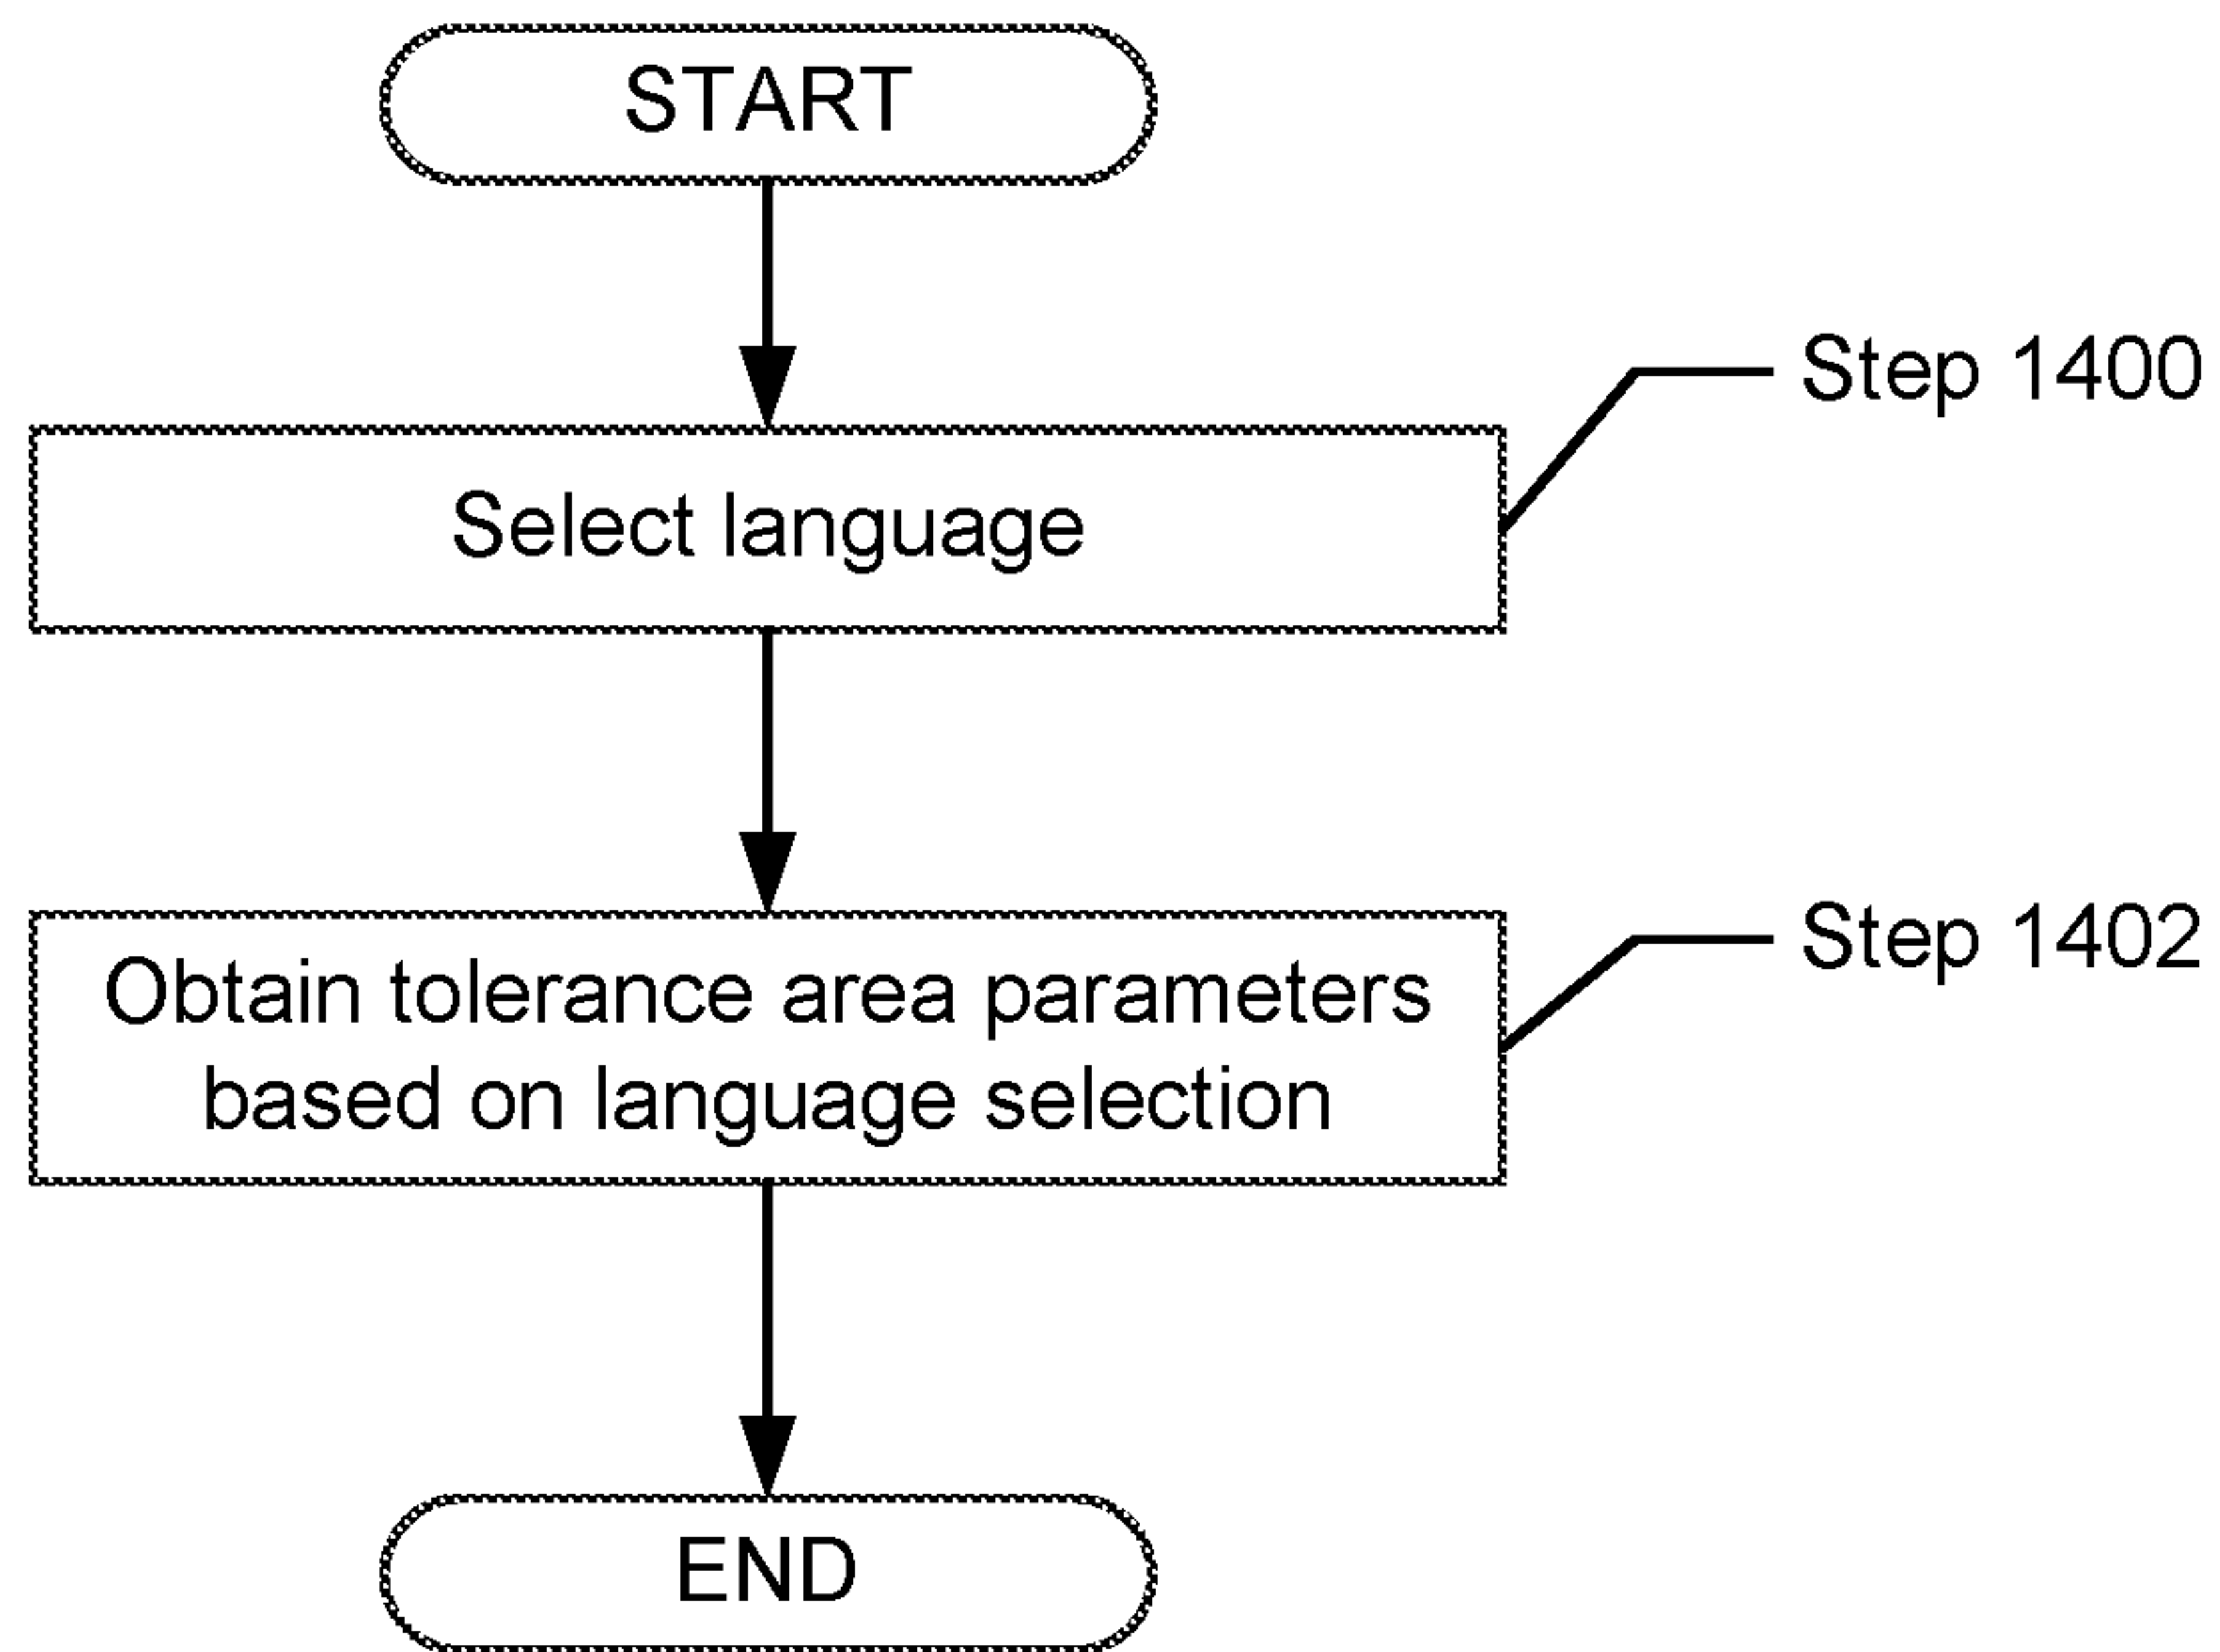 START
Step 1400
Select language
Step 1402
Obtain tolerance area parameters
based on language selection
END